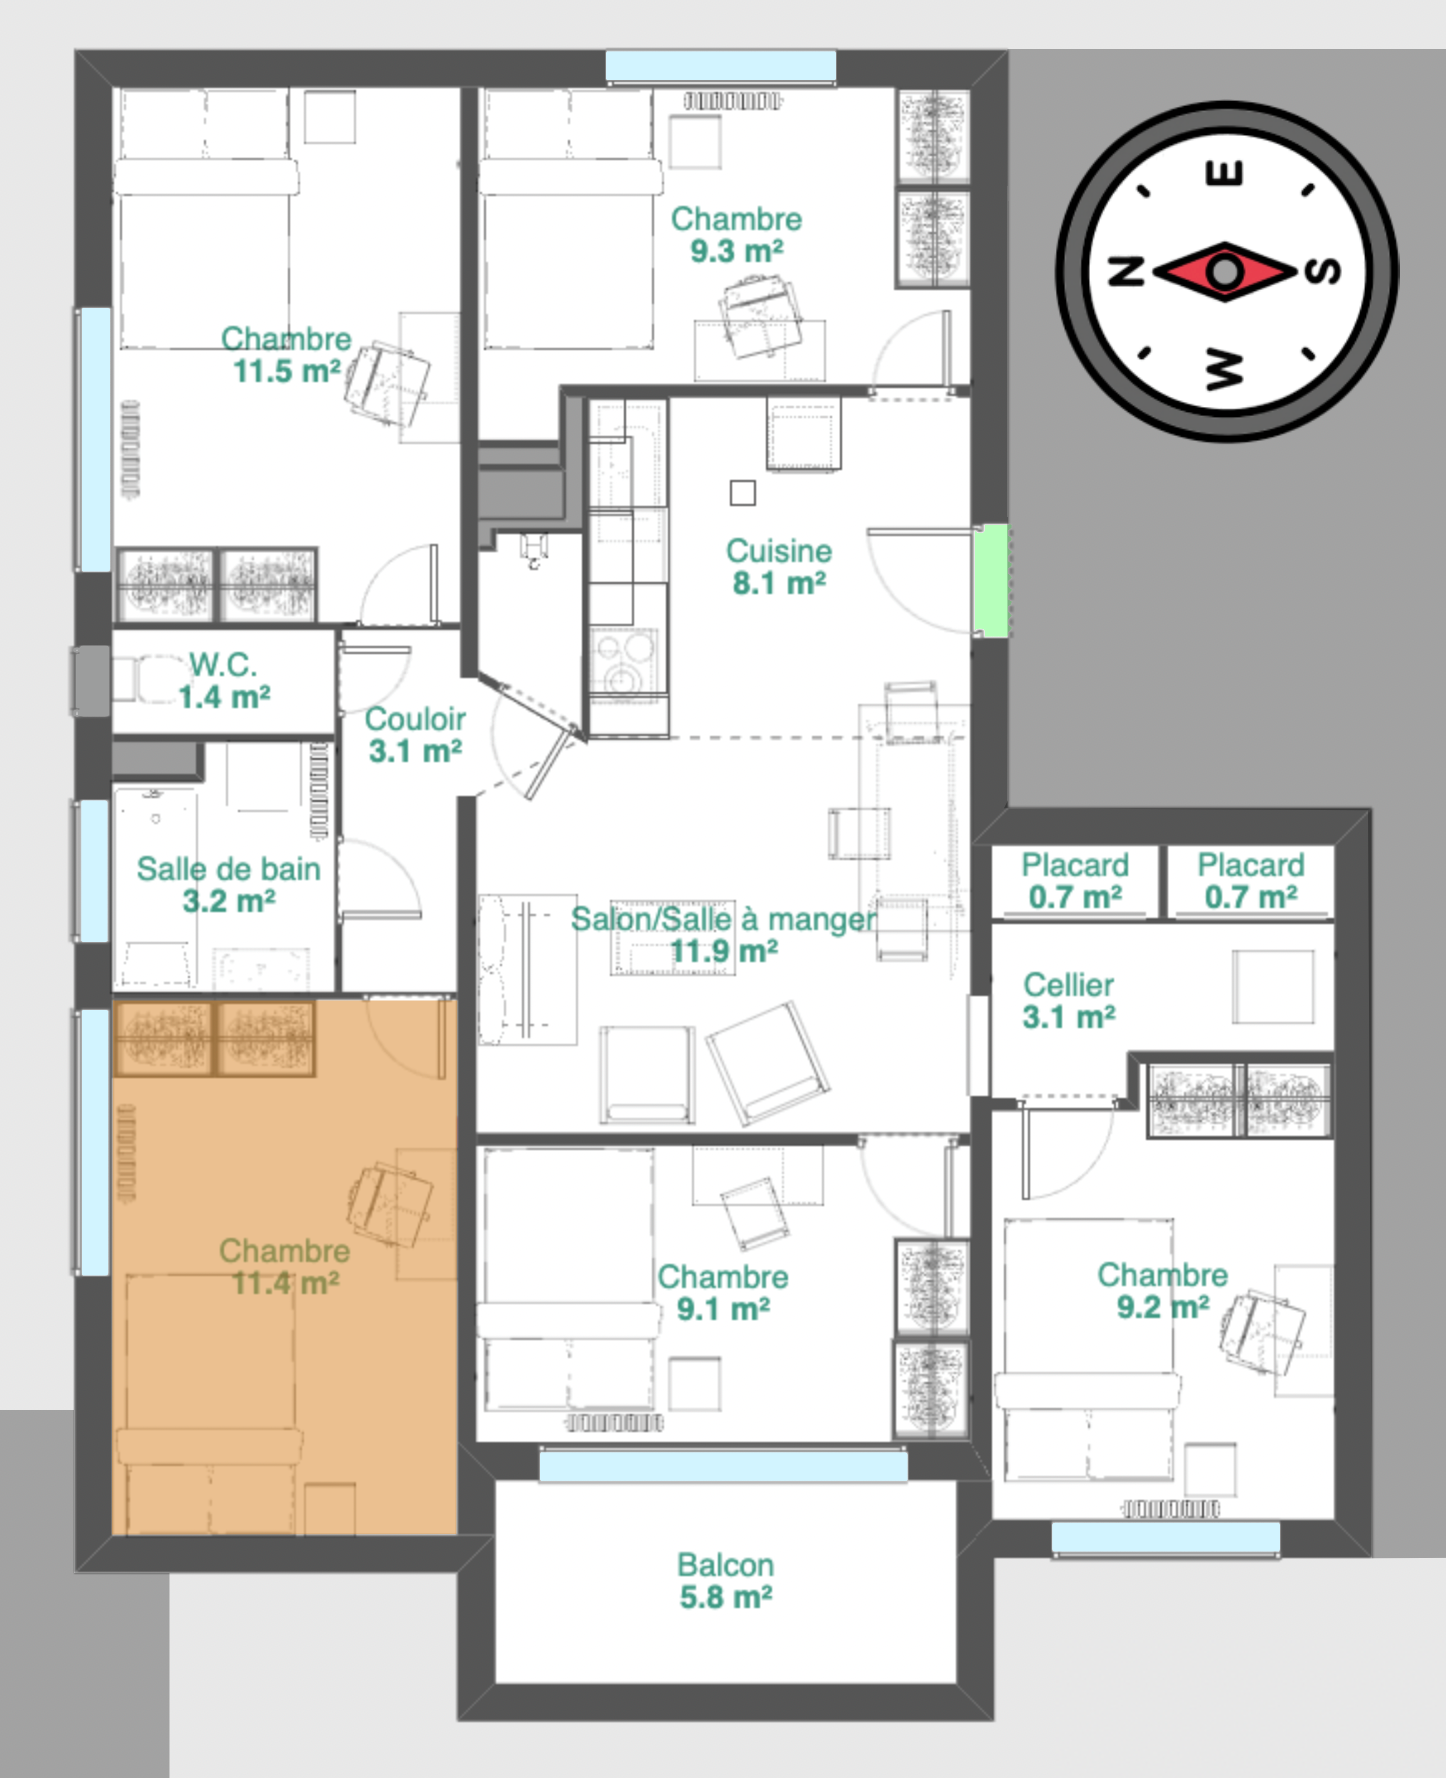 E
N
S
W
Chambre
9.3 m²
Chambre
11.5 m²
Cuisine
8.1 m²
W.C.
1.4 m²
Couloir
3.1 m²
Salle de bain
3.2 m²
Placard
0.7 m²
Placard
0.7 m²
Salon/Salle à manger
11.9 m²
Cellier
3.1 m²
Chambre
11.4 m²
Chambre
9.1 m²
Chambre
9.2 m²
Balcon
5.8 m²